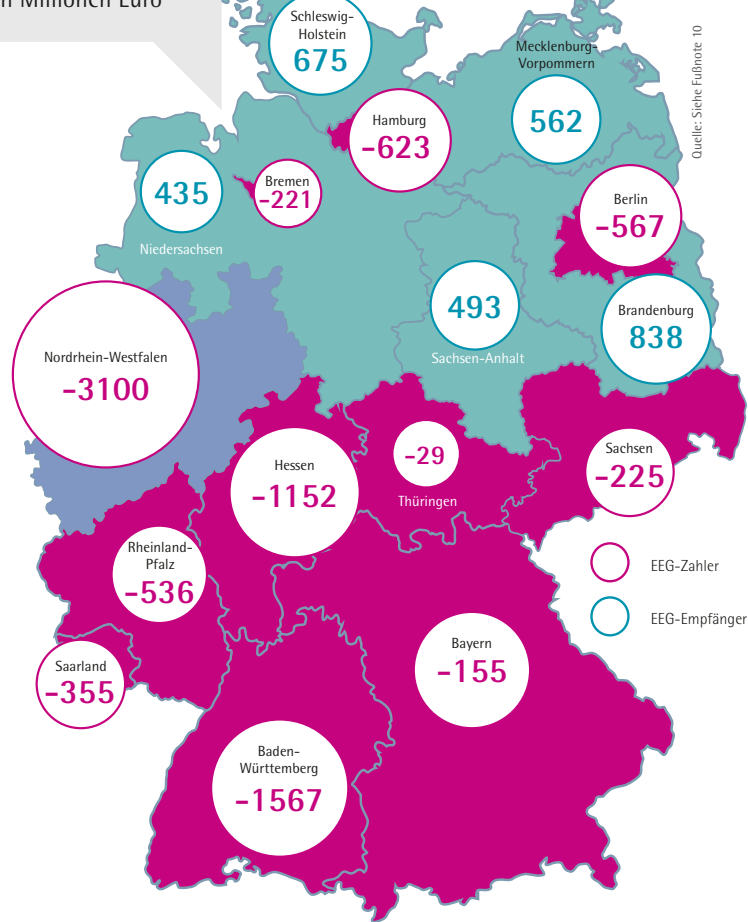 in Millionen Euro
Schleswig-
Holstein
675
Mecklenburg-
Vorpommern
562
Quelle: Siehe Fußnote 10
Hamburg
-623
Bremen
-221
435
Niedersachsen
Berlin
-567
Brandenburg
838
493
Sachsen-Anhalt
Nordrhein-Westfalen
-3100
Hessen
-1152
-29
Thüringen
Sachsen
-225
Rheinland-
Pfalz
-536
EEG-Zahler
EEG-Empfänger
Saarland
-355
Bayern
-155
Baden-
Württemberg
-1567